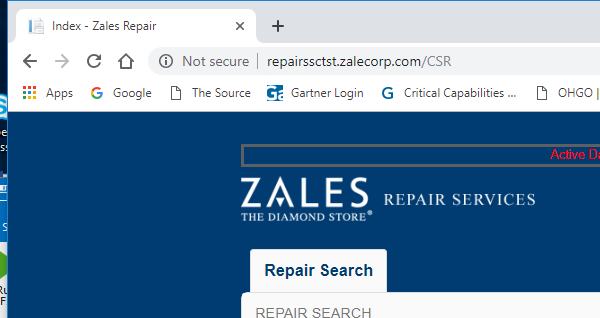 Index - Zales Repair
Not secure | repairssctst.zalecorp.com/CSR
Apps Google The Source Gartner Login Critical Capabilities ... OHGO |
Active Da
ZALES
THE DIAMOND STORE®
REPAIR SERVICES
Repair Search
REPAIR SEARCH